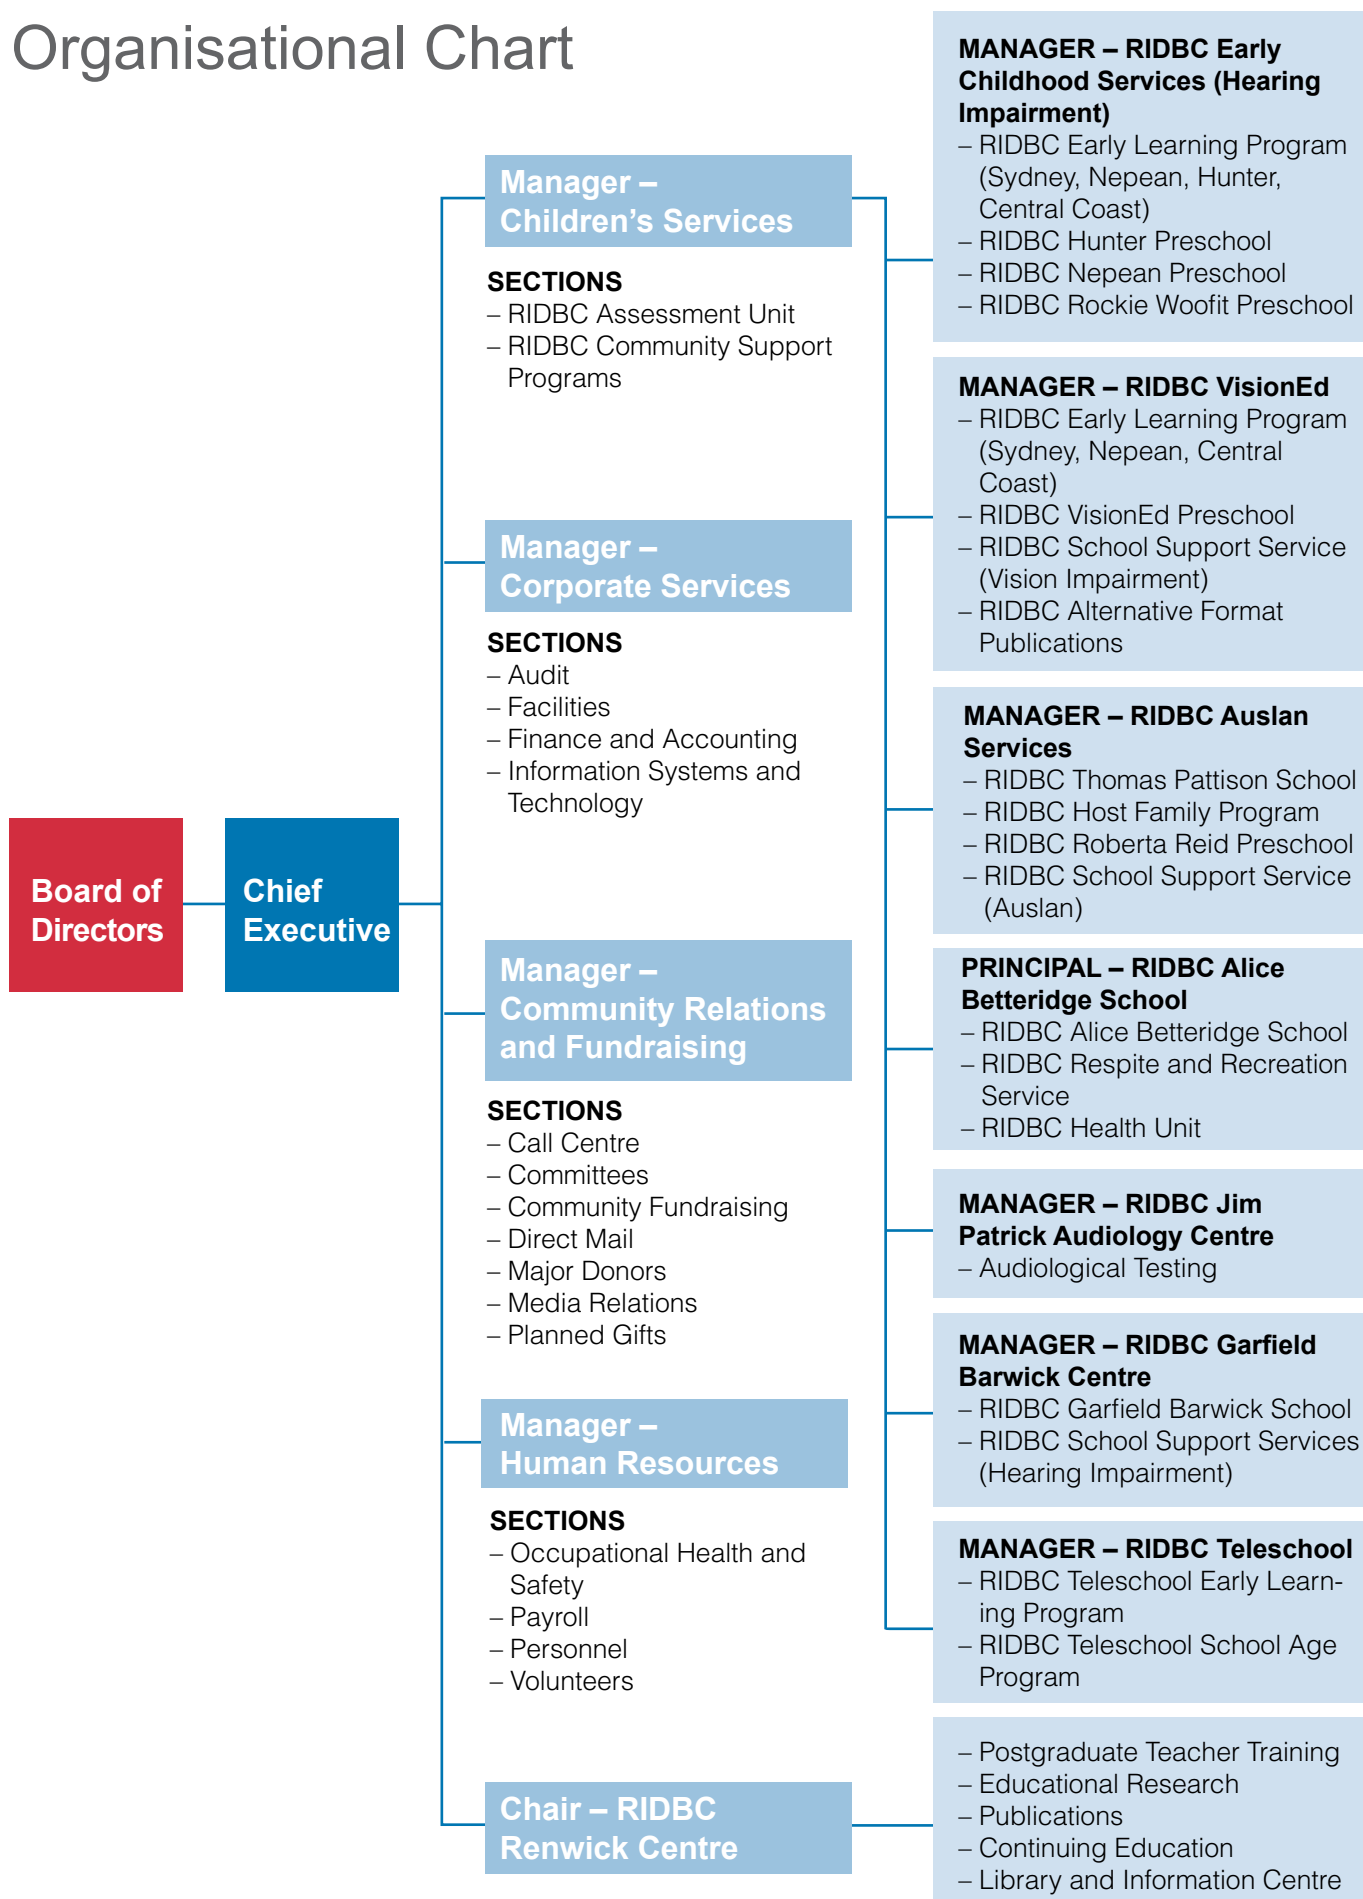 Organisational Chart
Board of
Directors
Chief
Executive
Manager –
Children’s Services
SECTIONS
– RIDBC Assessment Unit
– RIDBC Community Support
Programs
Manager –
Corporate Services
SECTIONS
– Audit
– Facilities
– Finance and Accounting
– Information Systems and
Technology
Manager –
Community Relations
and Fundraising
SECTIONS
– Call Centre
– Committees
– Community Fundraising
– Direct Mail
– Major Donors
– Media Relations
– Planned Gifts
Manager –
Human Resources
SECTIONS
– Occupational Health and
Safety
– Payroll
– Personnel
– Volunteers
Chair – RIDBC
Renwick Centre
MANAGER – RIDBC Early
Childhood Services (Hearing
Impairment)
– RIDBC Early Learning Program
(Sydney, Nepean, Hunter,
Central Coast)
– RIDBC Hunter Preschool
– RIDBC Nepean Preschool
– RIDBC Rockie Woofit Preschool
MANAGER – RIDBC VisionEd
– RIDBC Early Learning Program
(Sydney, Nepean, Central
Coast)
– RIDBC VisionEd Preschool
– RIDBC School Support Service
(Vision Impairment)
– RIDBC Alternative Format
Publications
MANAGER – RIDBC Auslan
Services
– RIDBC Thomas Pattison School
– RIDBC Host Family Program
– RIDBC Roberta Reid Preschool
– RIDBC School Support Service
(Auslan)
PRINCIPAL – RIDBC Alice
Betteridge School
– RIDBC Alice Betteridge School
– RIDBC Respite and Recreation
Service
– RIDBC Health Unit
MANAGER – RIDBC Jim
Patrick Audiology Centre
– Audiological Testing
MANAGER – RIDBC Garfield
Barwick Centre
– RIDBC Garfield Barwick School
– RIDBC School Support Services
(Hearing Impairment)
MANAGER – RIDBC Teleschool
– RIDBC Teleschool Early Learn-
ing Program
– RIDBC Teleschool School Age
Program
– Postgraduate Teacher Training
– Educational Research
– Publications
– Continuing Education
– Library and Information Centre